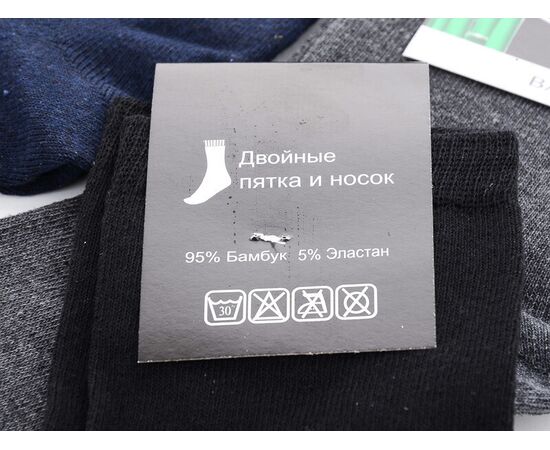 Двойные
пятка и носок
95% Бамбук 5% Эластан
30°